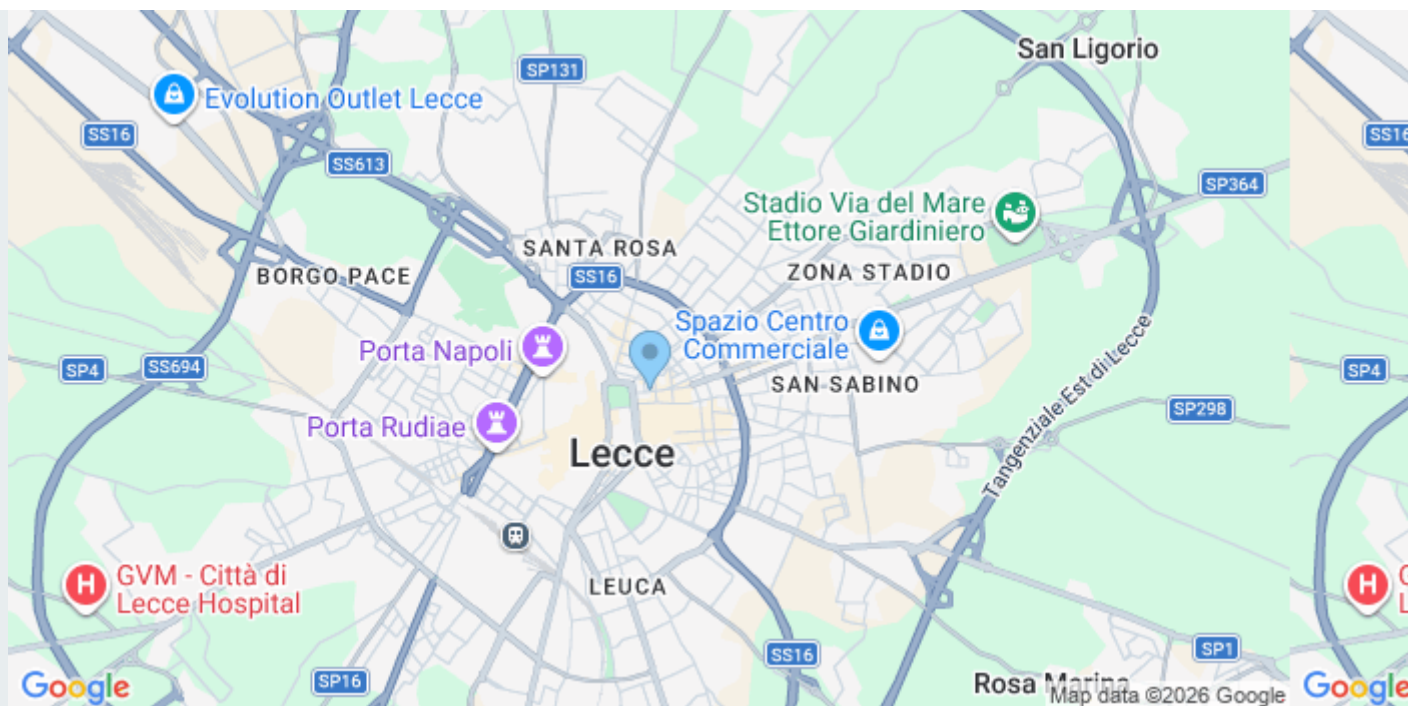 San Ligorio
SP131
Evolution Outlet Lecce
SS16
SS16
SS613
SP364
Stadio Via del Mare
Ettore Giardiniero
SANTA ROSA
ZONA STADIO
BORGO PACE
SS16
Spazio Centro
Commerciale
Porta Napoli
SS694
SP4
SP4
SAN SABINO
SP298
Porta Rudiae
Lecce
Tangenziale Est di Lecce
H
GVM - Città di
Lecce Hospital
H
LEUCA
SS16
SP1
SP16
Rosa Marina
Google
Map data ©2026 Google
Google